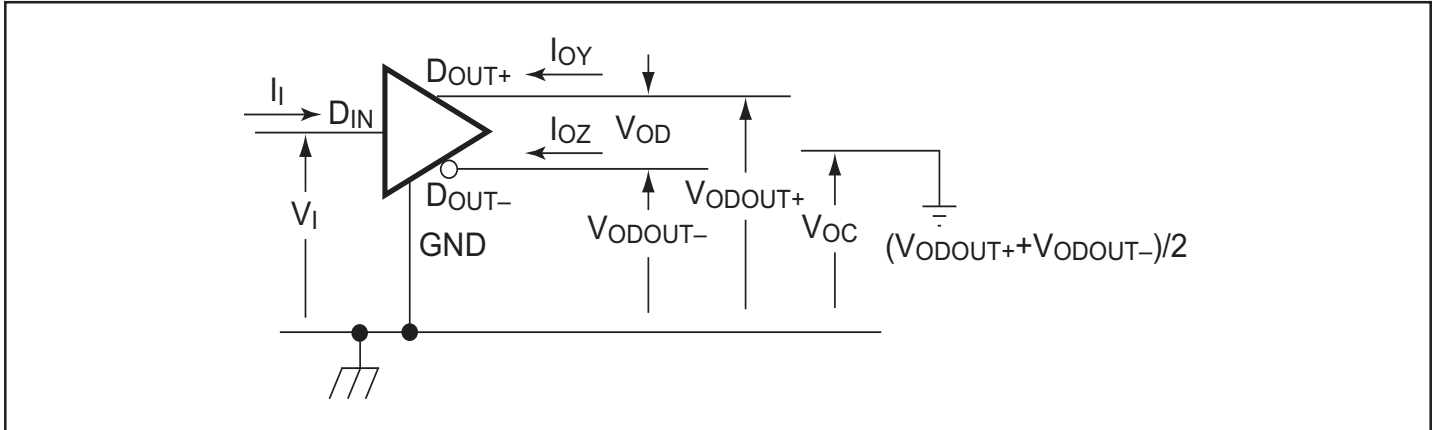 IOY
DOUT+
II
DIN
IOZ
VOD
DOUT–
VODOUT+
VI
VODOUT–
VOC
GND
(VODOUT++VODOUT–)/2